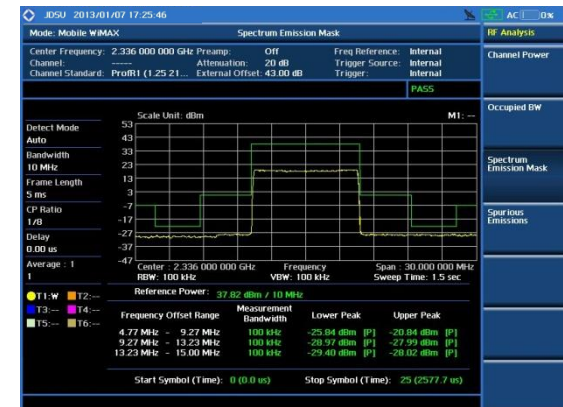 JDSU 2013/01/07 17:25:46 AC 0%
Mode: Mobile WiMAX Spectrum Emission Mask RF Analysis
Center Frequency: 2.336 000 000 GHz Preamp: Off Freq Reference: Internal
Channel: ----- Attenuation: 20 dB Trigger Source: Internal
Channel Standard: ProfR1 (1.25 21... External Offset: 43.00 dB Trigger: Internal
Channel Power
PASS
Occupied BW
Scale Unit: dBm M1: --
Detect Mode
Auto
Bandwidth
10 MHz
Frame Length
5 ms
CP Ratio
1/8
Delay
0.00 us
Average : 1
1
53
43
33
23
13
3
-7
-17
-27
-37
-47
Spectrum
Emission Mask
Spurious
Emissions
Center : 2.336 000 000 GHz Frequency Span : 30.000 000 MHz
RBW: 100 kHz VBW: 100 kHz Sweep Time: 1.5 sec
T1:W T2:--
T3:-- T4:--
T5:-- T6:--
Reference Power: 37.82 dBm / 10 MHz
Frequency Offset Range Measurement Bandwidth Lower Peak Upper Peak
4.77 MHz - 9.27 MHz 100 kHz -25.84 dBm [P] -20.84 dBm [P]
9.27 MHz - 13.23 MHz 100 kHz -28.97 dBm [P] -27.99 dBm [P]
13.23 MHz - 15.00 MHz 100 kHz -29.40 dBm [P] -28.02 dBm [P]
Start Symbol (Time): 0 (0.0 us) Stop Symbol (Time): 25 (2577.7 us)